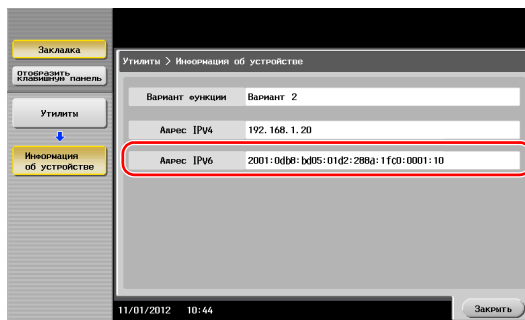 Закладка
Отобразить
клавишную панель
Утилиты
Информация
об устройстве
Утилиты > Информация об устройстве
Вариант функции Вариант 2
Адрес IPV4 192.168.1.20
Адрес IPV6 2001:0db8:bd05:01d2:288a:1fc0:0001:10
11/01/2012 10:44
Закрыть